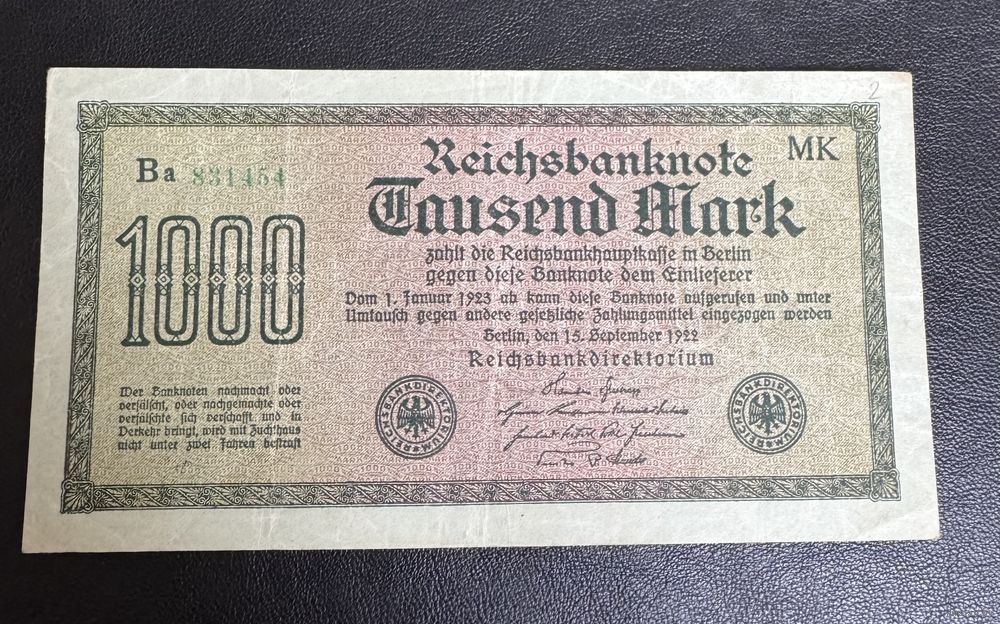 2
Ba 831454
MK
Reichsbanknote
Tausend Mark
1000
zahlt die Reichsbankhauptkasse in Berlin
gegen diese Banknote dem Einlieferer
Vom 1. Januar 1923 ab kann diese Banknote aufgerufen und unter
Umtausch gegen andere gesetzliche Zahlungsmittel eingezogen werden
Berlin, den 15. September 1922
Reichsbankdirektorium
Wer Banknoten nachmacht oder
verfälscht, oder nachgemachte oder
verfälschte sich verschafft und in
Verkehr bringt, wird mit Zuchthaus
nicht unter zwei Jahren bestraft
REICHSBANKDIREKTORIUM
REICHSBANKDIREKTORIUM